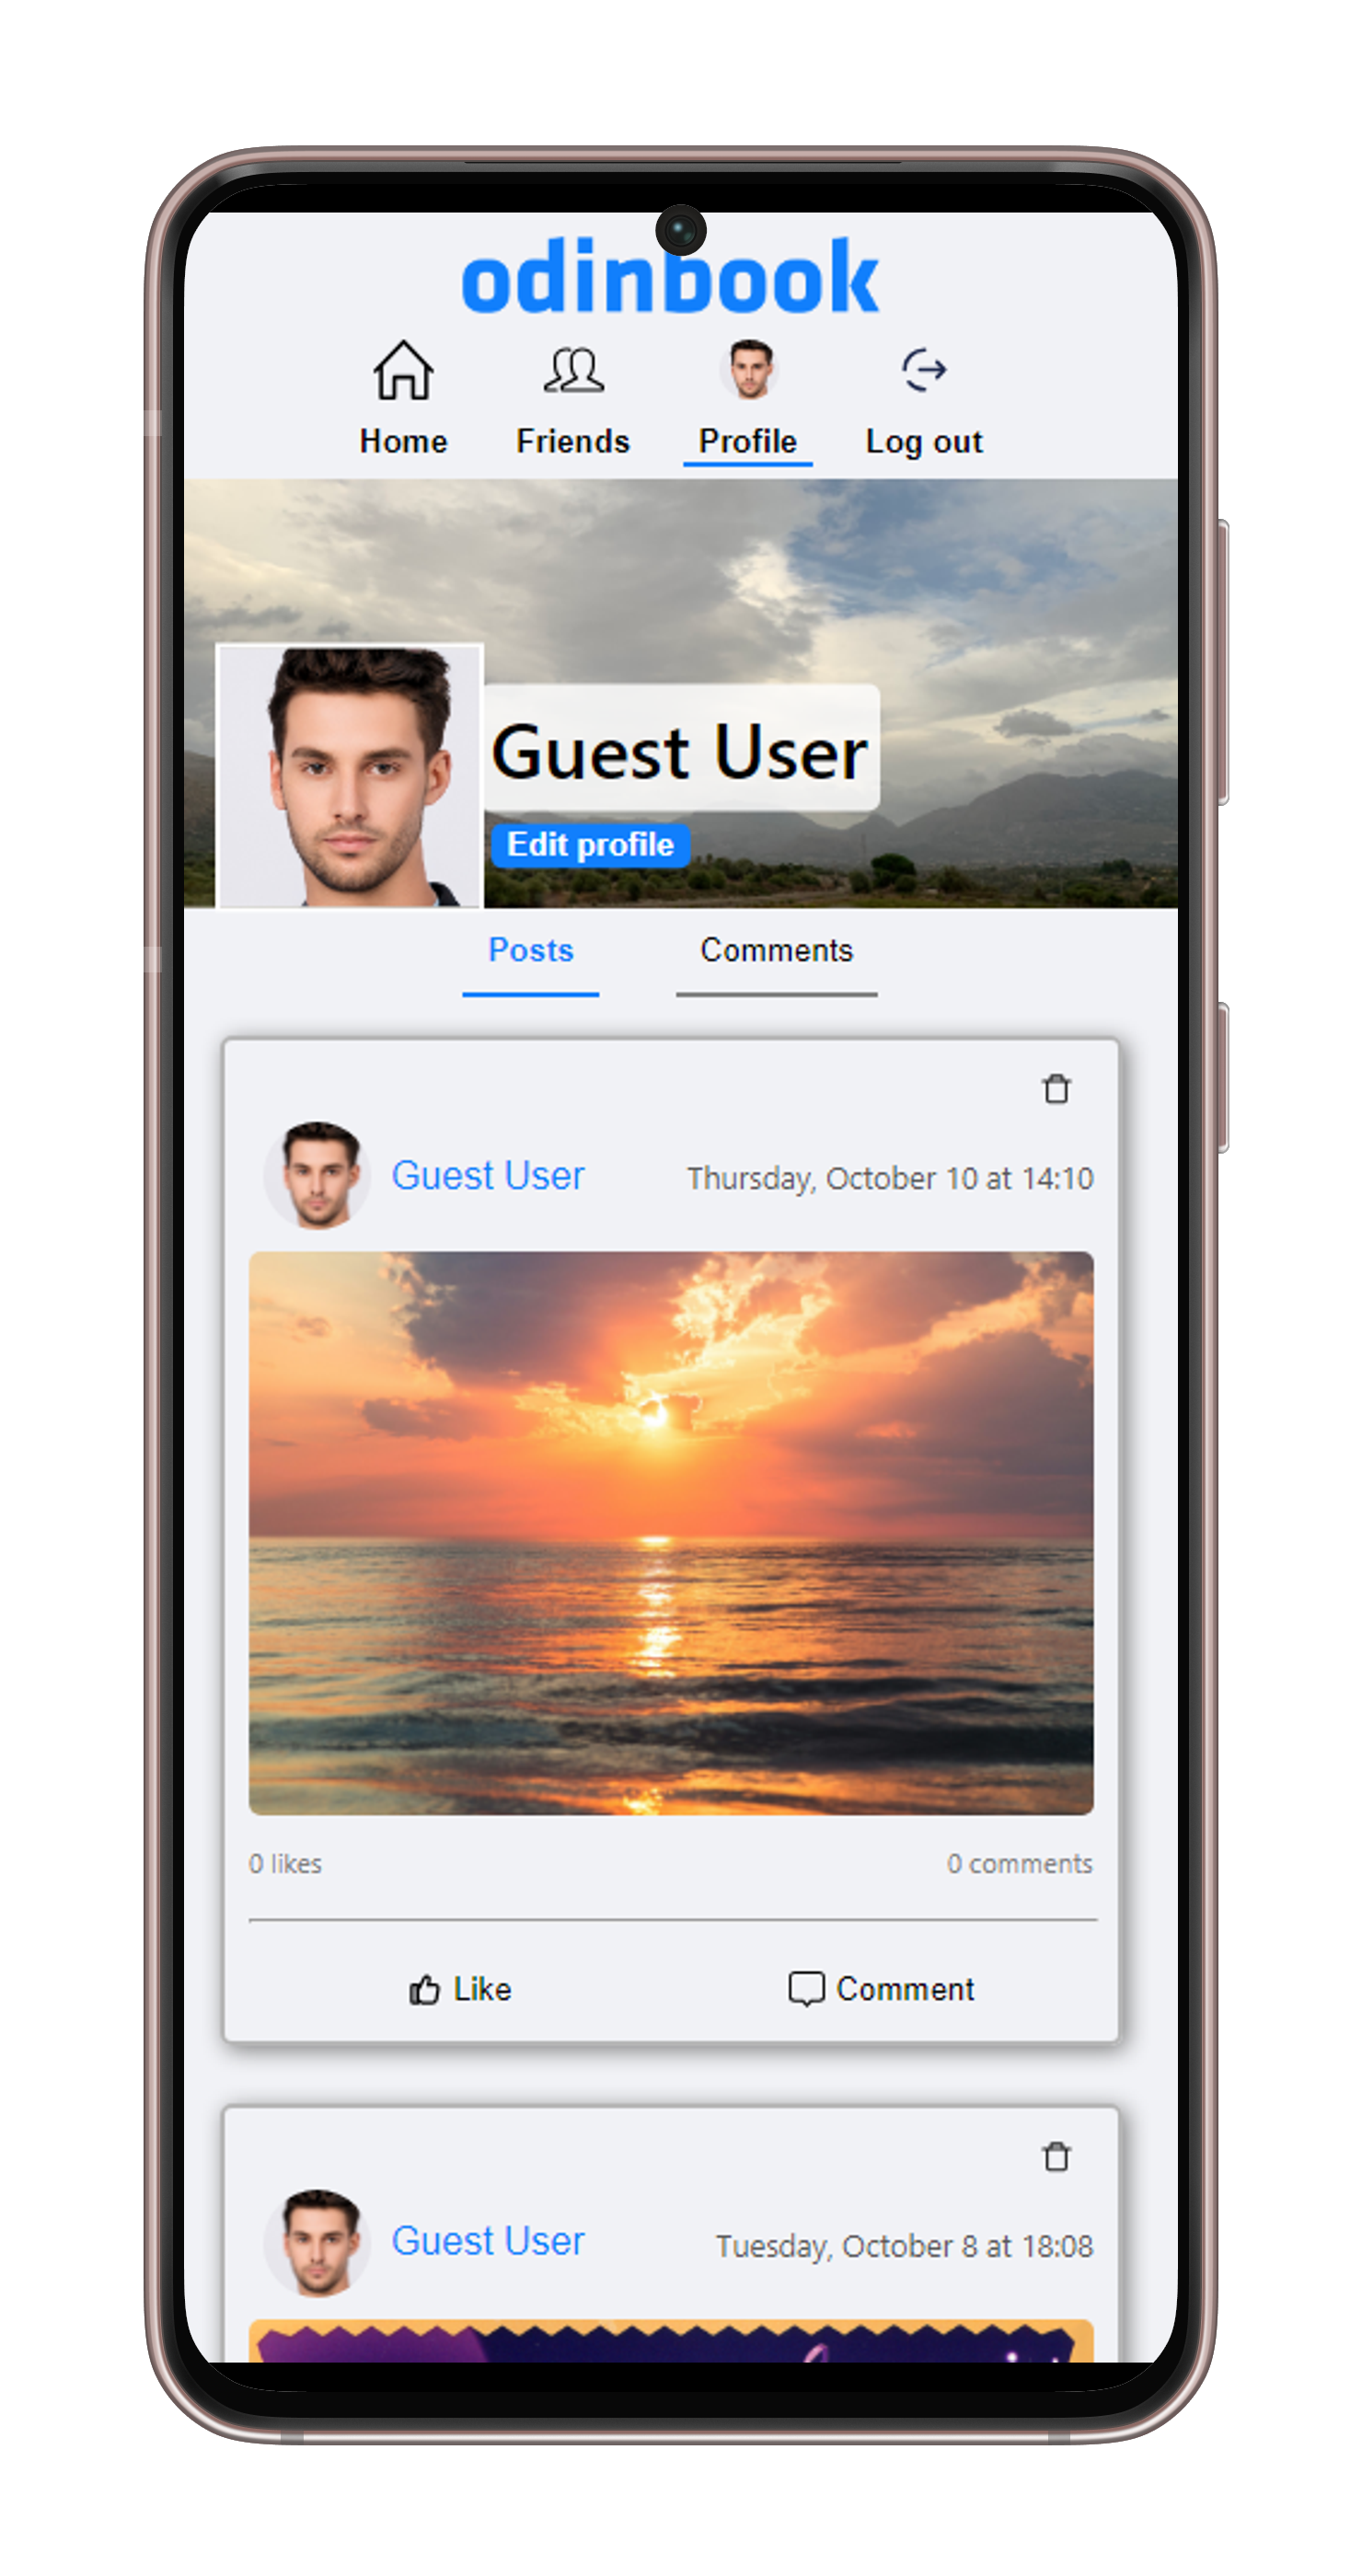 odinbook
Home Friends Profile Log out
Guest User
Edit profile
Posts Comments
Guest User Thursday, October 10 at 14:10
0 likes 0 comments
Like Comment
Guest User Tuesday, October 8 at 18:08